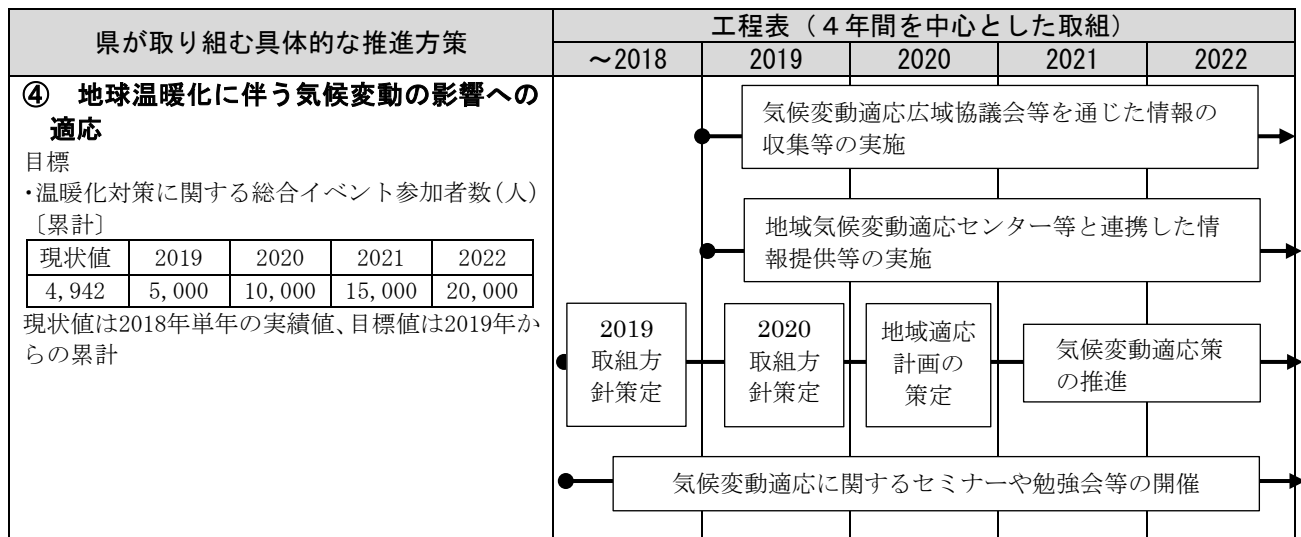 県が取り組む具体的な推進方策
工程表（４年間を中心とした取組）
～2018
2019
2020
2021
2022
④ 地球温暖化に伴う気候変動の影響への
適応
目標
・温暖化対策に関する総合イベント参加者数(人)
〔累計〕
現状値 2019 2020 2021 2022
4,942 5,000 10,000 15,000 20,000
現状値は2018年単年の実績値、目標値は2019年か
らの累計
気候変動適応広域協議会等を通じた情報の
収集等の実施
地域気候変動適応センター等と連携した情
報提供等の実施
2019
取組方
針策定
2020
取組方
針策定
地域適応
計画の
策定
気候変動適応策
の推進
気候変動適応に関するセミナーや勉強会等の開催